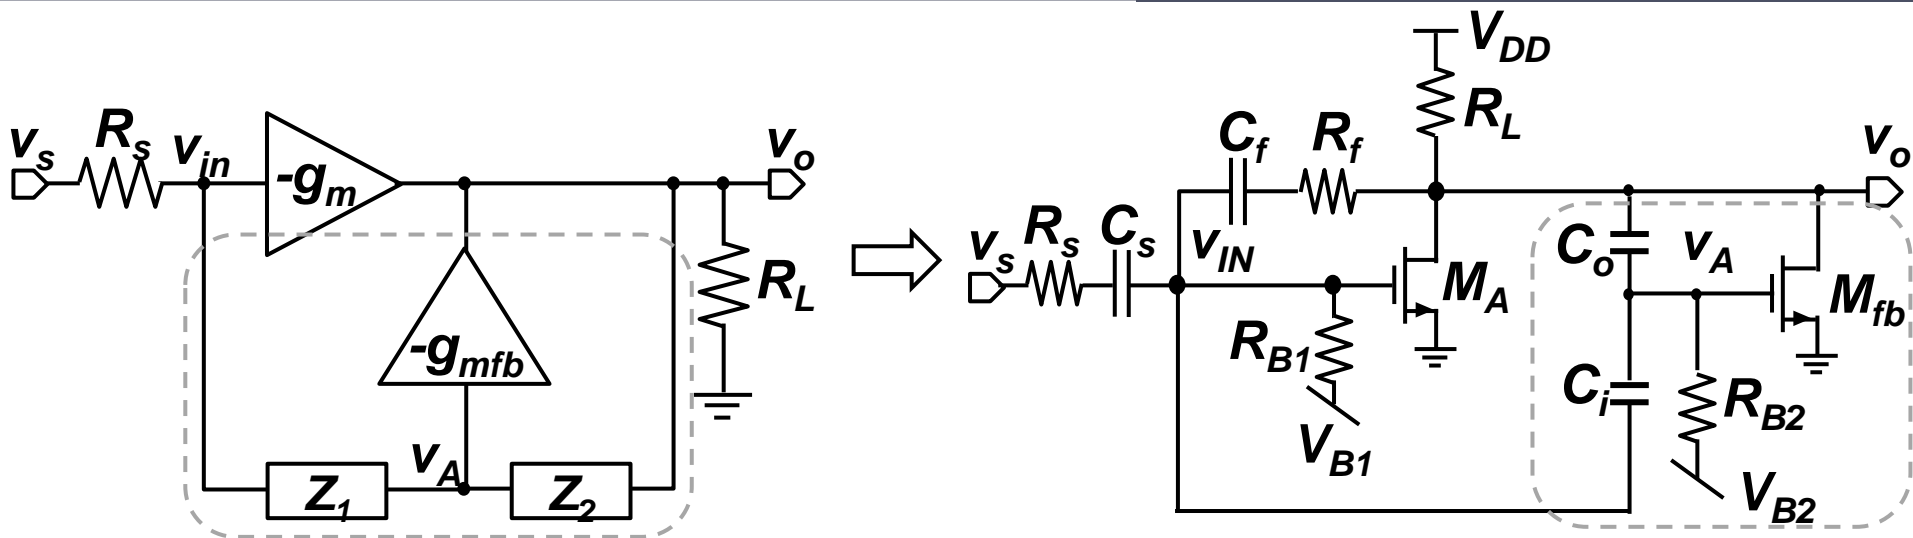 vs
Rs
vin
-gm
vo
-gmfb
RL
vA
Z1
Z2
VDD
RL
Cf
Rf
vo
vs
Rs
Cs
vIN
MA
Co
vA
Mfb
RB1
VB1
Ci
RB2
VB2